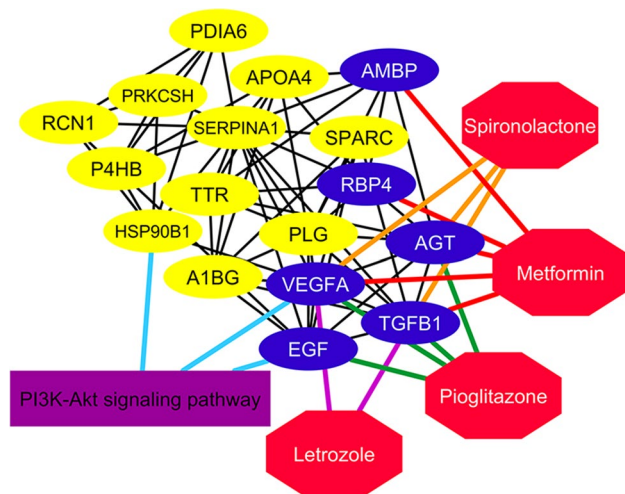 PDIA6
AMBP
APOA4
PRKCSH
RCN1
SERPINA1
SPARC
Spironolactone
P4HB
RBP4
TTR
HSP90B1
PLG
AGT
A1BG
VEGFA
Metformin
TGFB1
EGF
PI3K-Akt signaling pathway
Pioglitazone
Letrozole